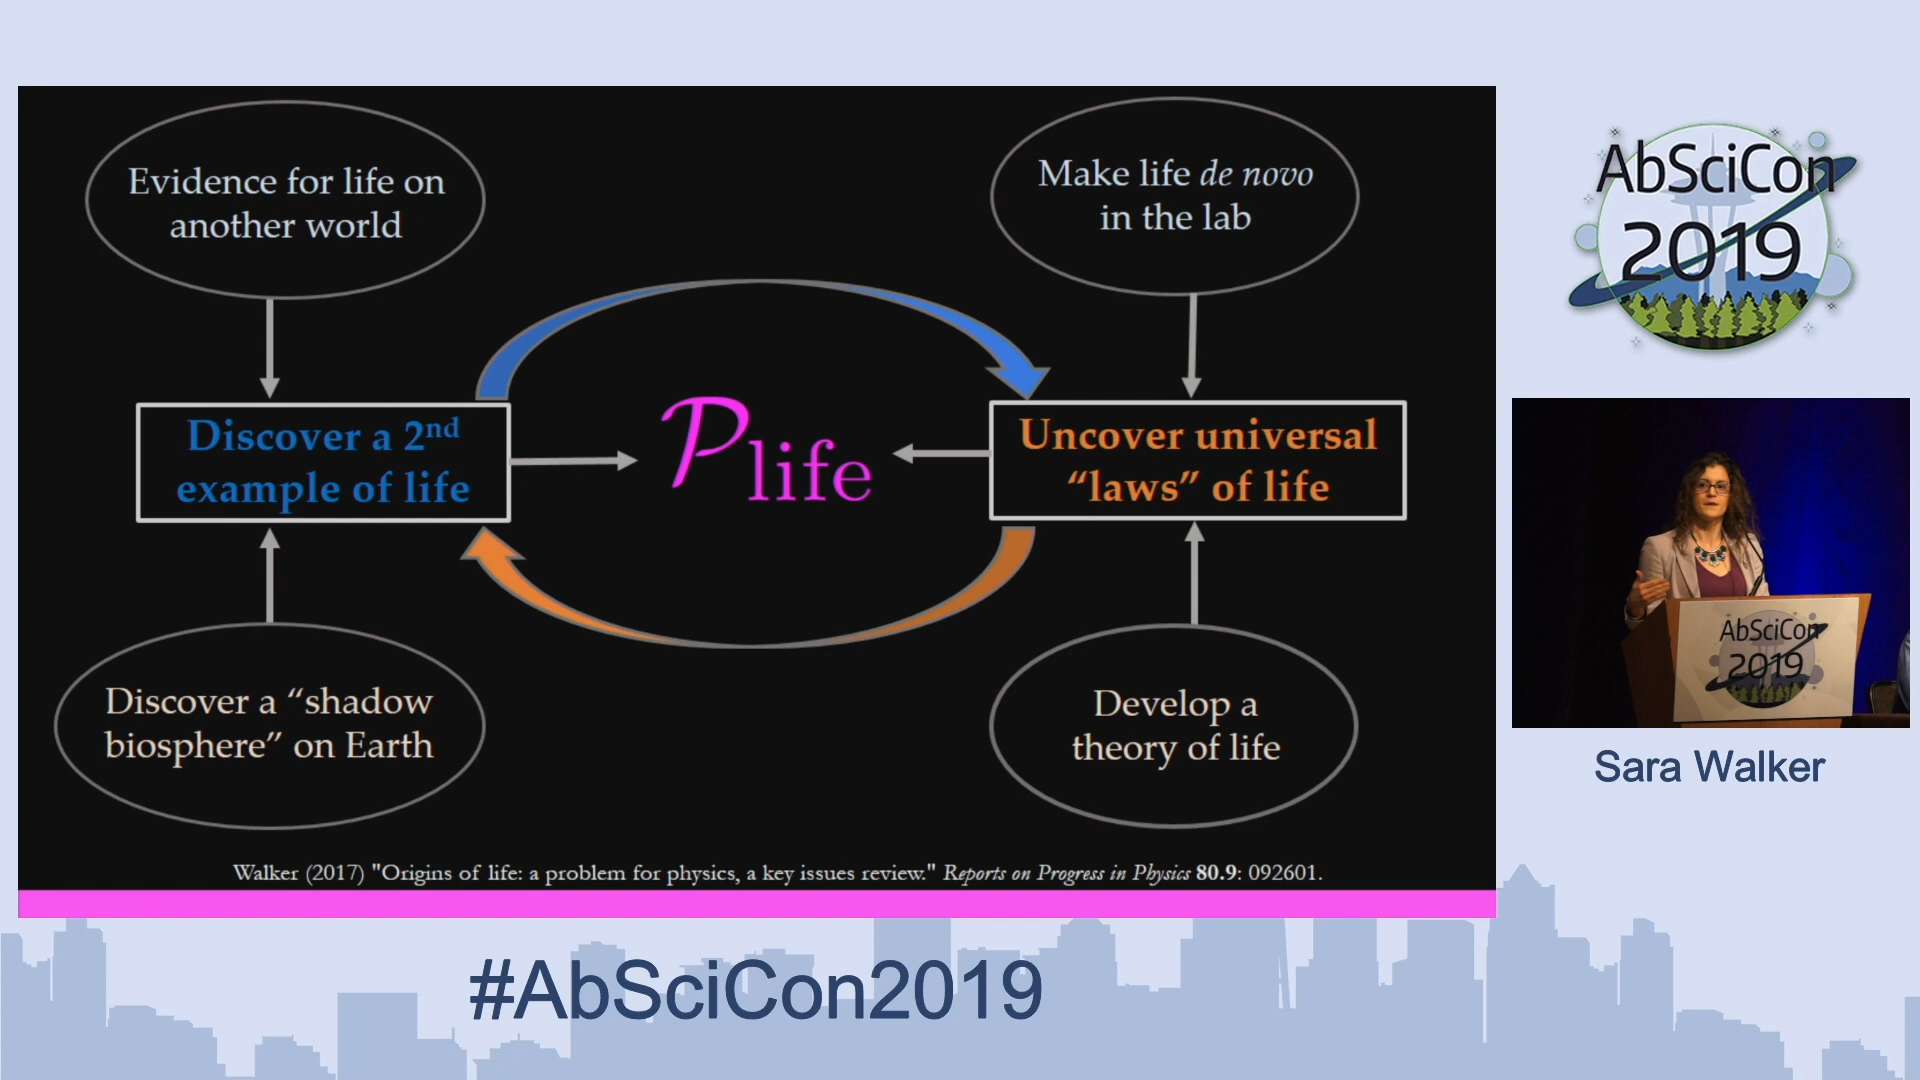 Evidence for life on
another world
Make life de novo
in the lab
Discover a 2nd
example of life
Plife
Uncover universal
“laws” of life
Discover a “shadow
biosphere” on Earth
Develop a
theory of life
Walker (2017) "Origins of life: a problem for physics, a key issues review." Reports on Progress in Physics 80.9: 092601.
AbSciCon
2019
AbSciCon
2019
Sara Walker
#AbSciCon2019